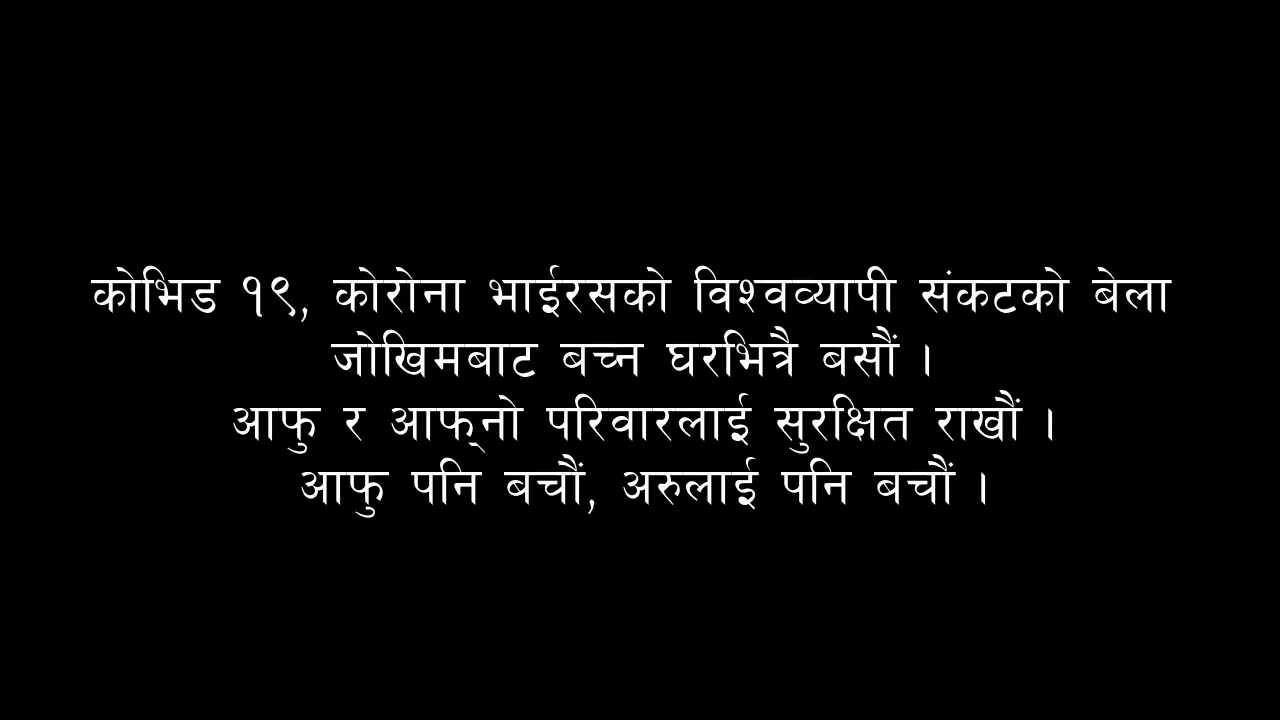 कोभिड १९, कोरोना भाईरसको विश्वव्यापी संकटको बेला
जोखिमबाट बच्न घरभित्रै बसौं ।
आफु र आफ्‌नो परिवारलाई सुरक्षित राखौं ।
आफु पनि बचौं, अरुलाई पनि बचौं ।